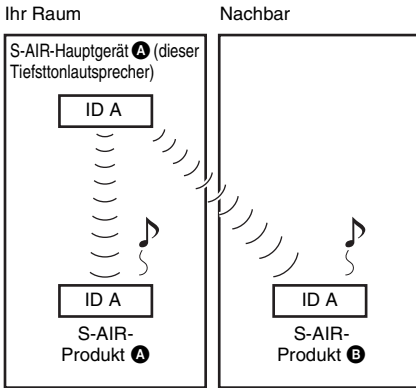 Ihr Raum
Nachbar
S-AIR-Hauptgerät A (dieser
Tiefsttonlautsprecher)
ID A
ID A
S-AIR-
Produkt A
ID A
S-AIR-
Produkt B